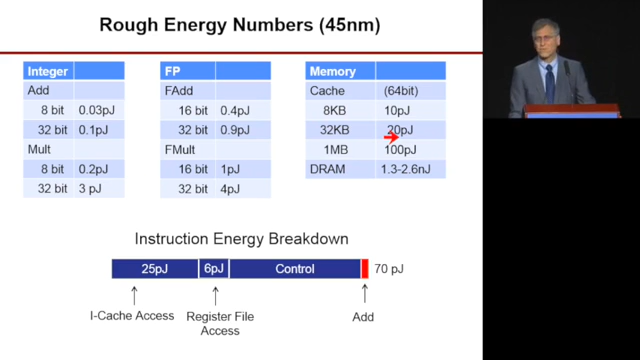 Rough Energy Numbers (45nm)
Integer
Add
8 bit 0.03pJ
32 bit 0.1pJ
Mult
8 bit 0.2pJ
32 bit 3 pJ
FP
FAdd
16 bit 0.4pJ
32 bit 0.9pJ
FMult
16 bit 1pJ
32 bit 4pJ
Memory
Cache (64bit)
8KB 10pJ
32KB 20pJ
1MB 100pJ
DRAM 1.3-2.6nJ
Instruction Energy Breakdown
25pJ 6pJ Control 70 pJ
I-Cache Access
Register File
Access
Add